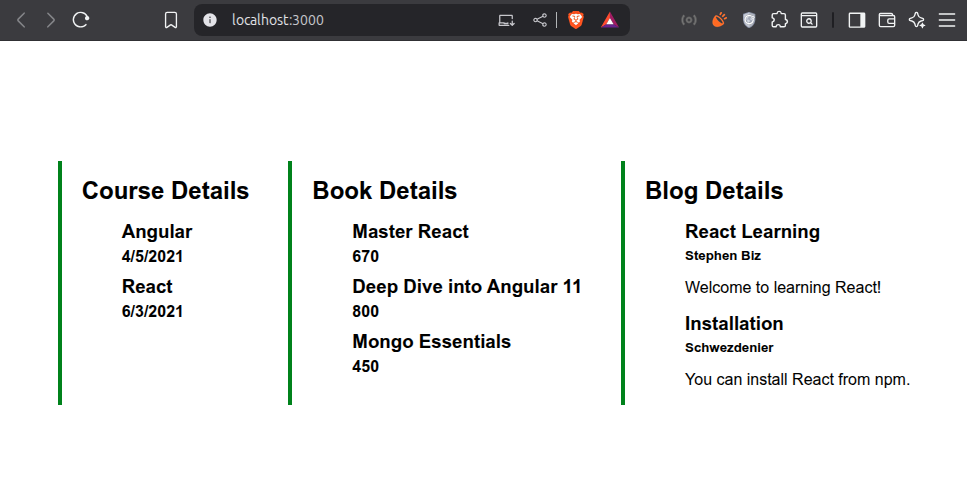 localhost:3000
Course Details
Angular
4/5/2021
React
6/3/2021
Book Details
Master React
670
Deep Dive into Angular 11
800
Mongo Essentials
450
Blog Details
React Learning
Stephen Biz
Welcome to learning React!
Installation
Schwezdenier
You can install React from npm.